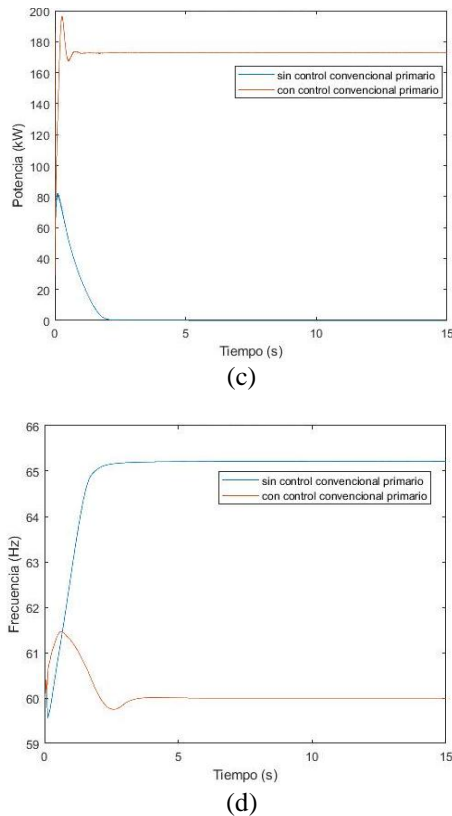 200
180
160
140
120
100
80
60
40
20
0
Potencia (kW)
sin control convencional primario
con control convencional primario
0 5 10 15
Tiempo (s)
(c)
66
65
64
63
62
61
60
59
Frecuencia (Hz)
sin control convencional primario
con control convencional primario
0 5 10 15
Tiempo (s)
(d)